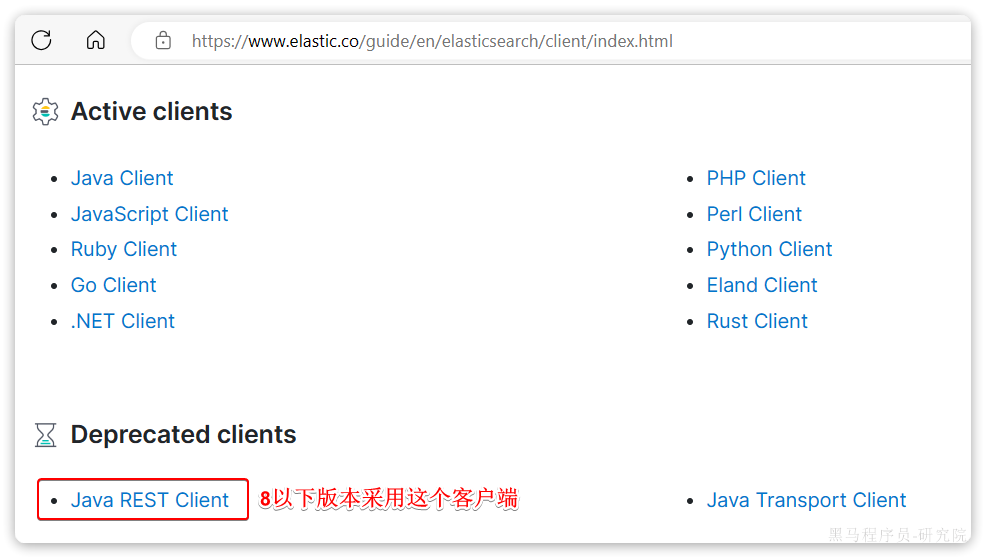 https://www.elastic.co/guide/en/elasticsearch/client/index.html
Active clients
Java Client
JavaScript Client
Ruby Client
Go Client
.NET Client
PHP Client
Perl Client
Python Client
Eland Client
Rust Client
Deprecated clients
Java REST Client 8以下版本采用这个客户端
Java Transport Client
黑马程序员-研究院